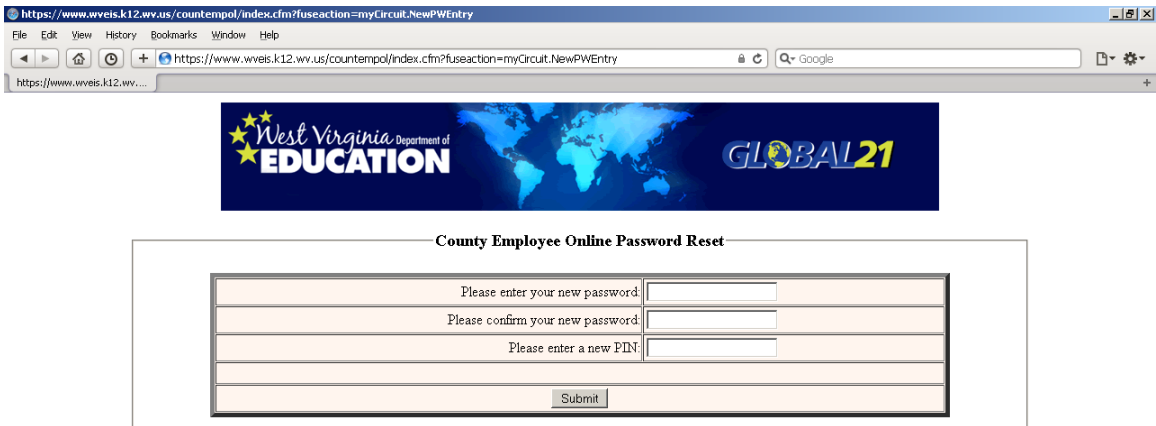 https://www.wveis.k12.wv.us/countempol/index.cfm?fuseaction=myCircuit.NewPWEntry
File Edit View History Bookmarks Window Help
https://www.wveis.k12.wv.us/countempol/index.cfm?fuseaction=myCircuit.NewPWEntry Google
https://www.wveis.k12.wv....
West Virginia Department of
EDUCATION
GLOBAL21
County Employee Online Password Reset
Please enter your new password:
Please confirm your new password:
Please enter a new PIN:
Submit